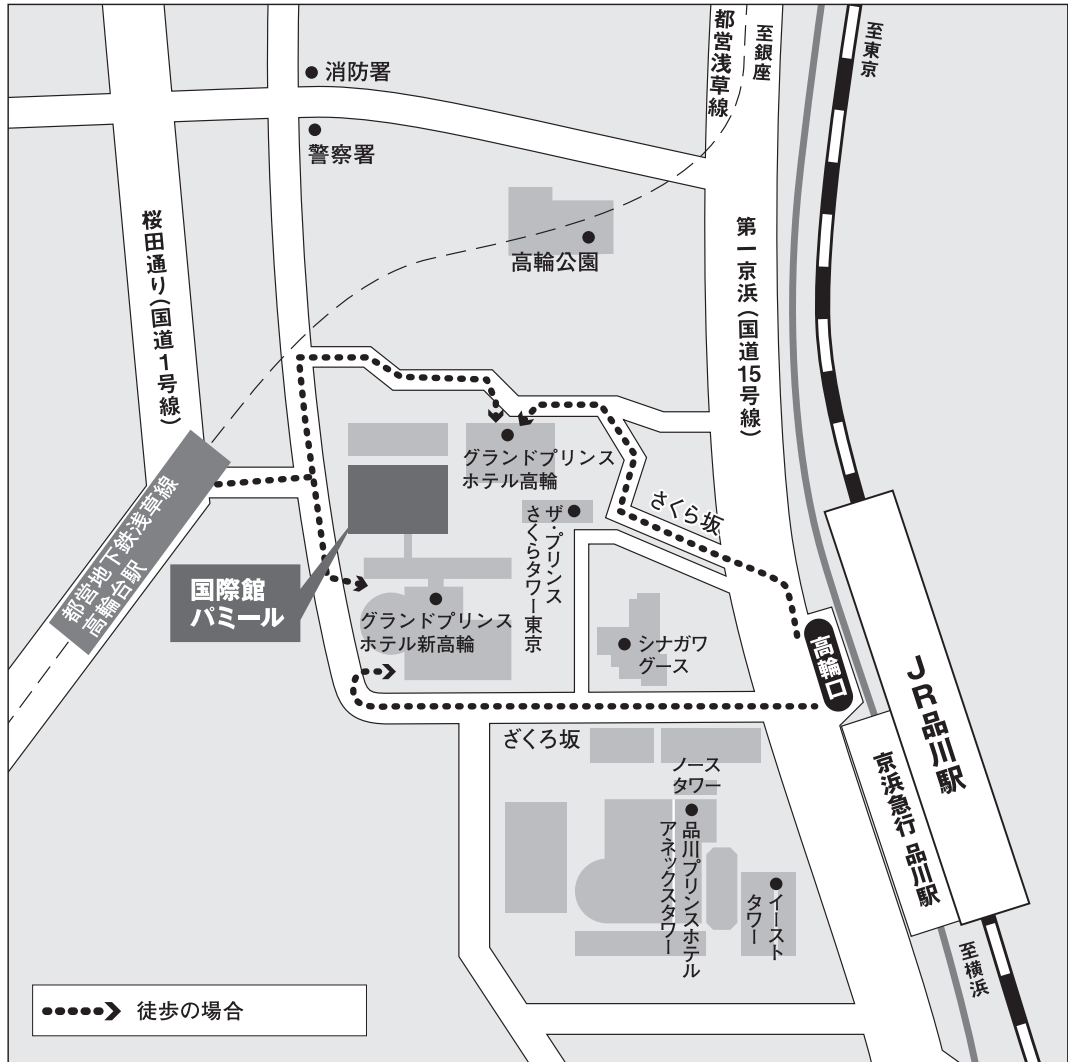 都営浅草線
至銀座
至東京
消防署
警察署
桜田通り(国道1号線)
高輪公園
第一京浜(国道15号線)
グランドプリンス
ホテル高輪
さくら坂
ザ・プリンス
さくらタワー東京
都営地下鉄浅草線
高輪台駅
国際館
パミール
グランドプリンス
ホテル新高輪
シナガワ
グース
高輪口
JR品川駅
京浜急行 品川駅
ざくろ坂
ノース
タワー
品川プリンスホテル
アネックスタワー
イースト
タワー
至横浜
徒歩の場合